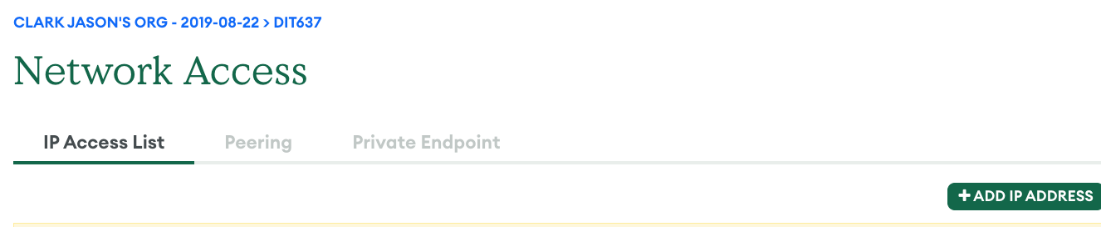 CLARK JASON'S ORG - 2019-08-22 > DIT637
Network Access
IP Access List Peering Private Endpoint
+ ADD IP ADDRESS